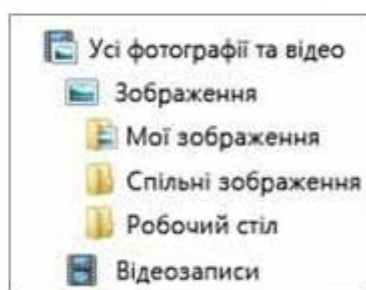 Усі фотографії та відео
Зображення
Мої зображення
Спільні зображення
Робочий стіл
Відеозаписи